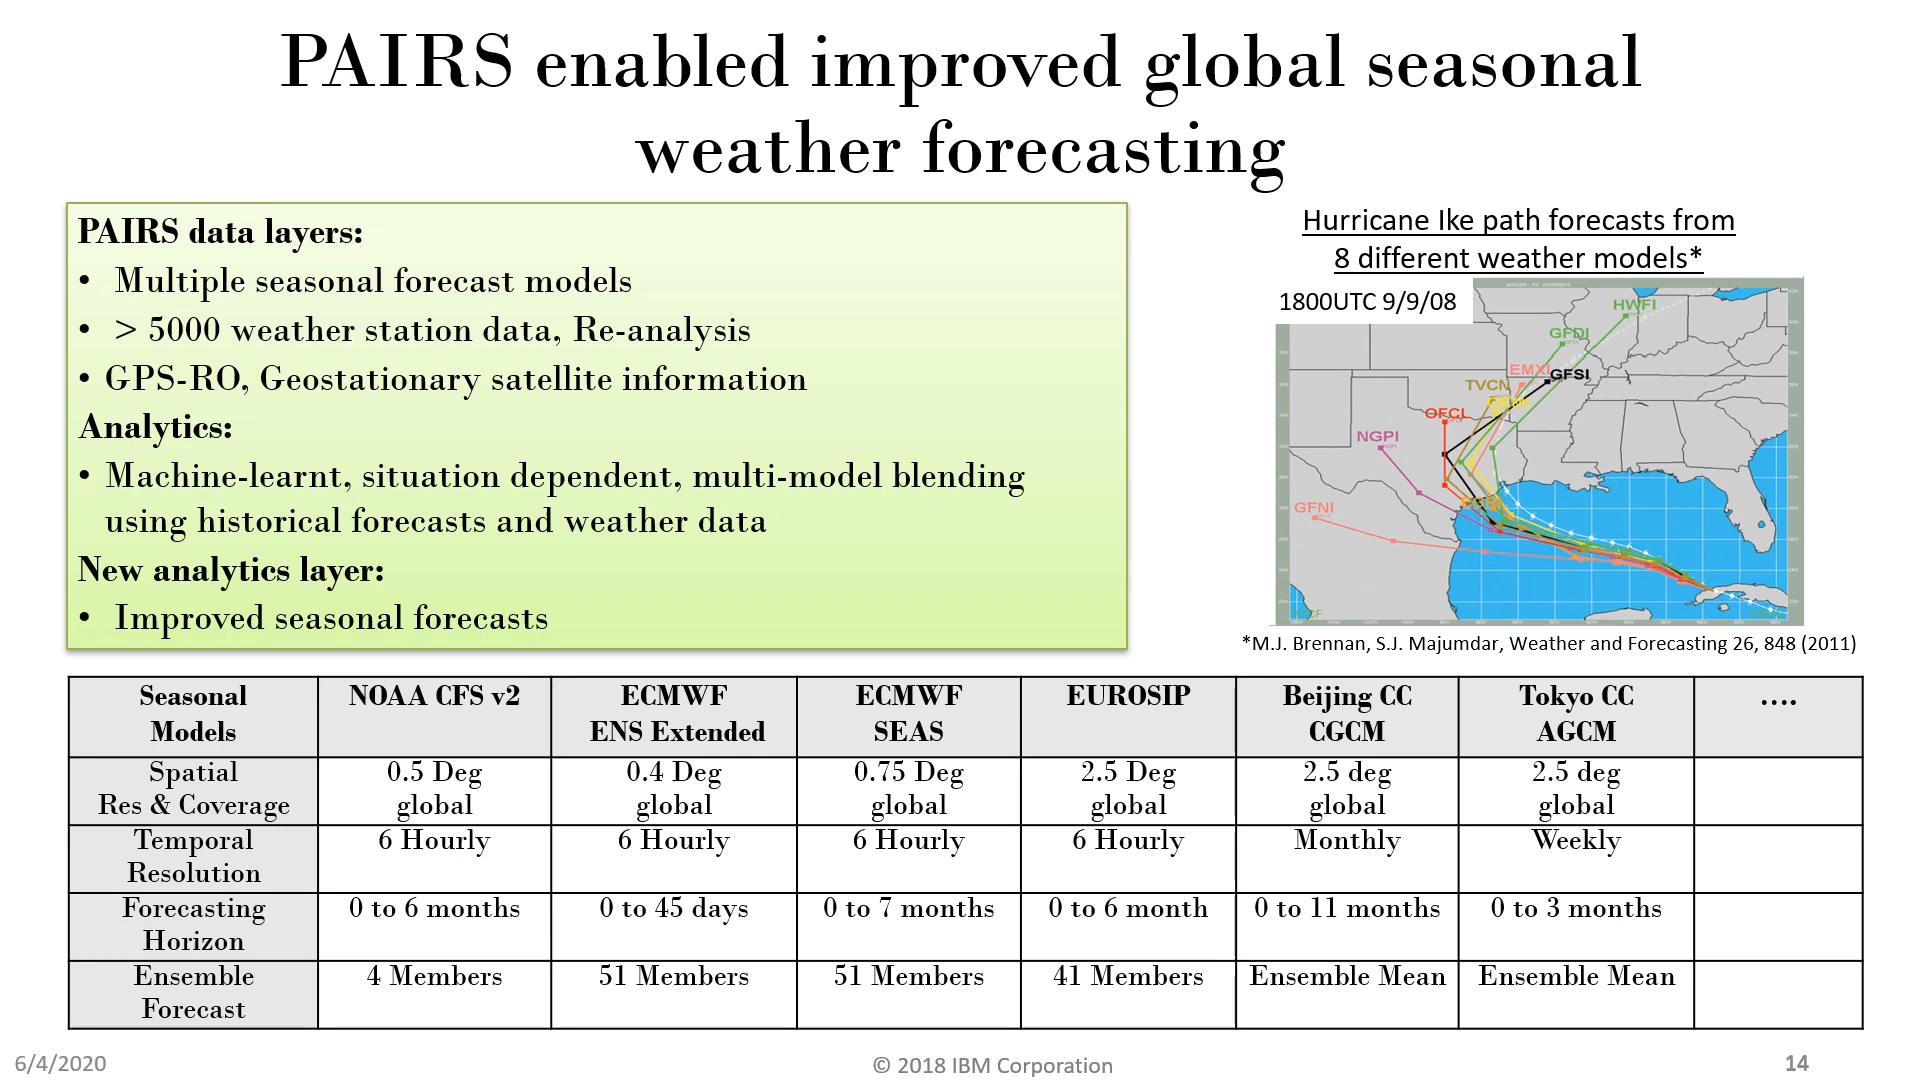 PAIRS enabled improved global seasonal
weather forecasting
PAIRS data layers:
• Multiple seasonal forecast models
• > 5000 weather station data, Re-analysis
• GPS-RO, Geostationary satellite information
Analytics:
• Machine-learnt, situation dependent, multi-model blending
using historical forecasts and weather data
New analytics layer:
• Improved seasonal forecasts
Hurricane Ike path forecasts from
8 different weather models*
1800UTC 9/9/08
HWFI
GFDI
EMXI
GFSI
TVCN
OFCL
NGPI
GFNI
*M.J. Brennan, S.J. Majumdar, Weather and Forecasting 26, 848 (2011)
Seasonal Models NOAA CFS v2 ECMWF ENS Extended ECMWF SEAS EUROSIP Beijing CC CGCM Tokyo CC AGCM ....
Spatial Res & Coverage 0.5 Deg global 0.4 Deg global 0.75 Deg global 2.5 Deg global 2.5 deg global 2.5 deg global
Temporal Resolution 6 Hourly 6 Hourly 6 Hourly 6 Hourly Monthly Weekly
Forecasting Horizon 0 to 6 months 0 to 45 days 0 to 7 months 0 to 6 month 0 to 11 months 0 to 3 months
Ensemble Forecast 4 Members 51 Members 51 Members 41 Members Ensemble Mean Ensemble Mean
6/4/2020
© 2018 IBM Corporation
14